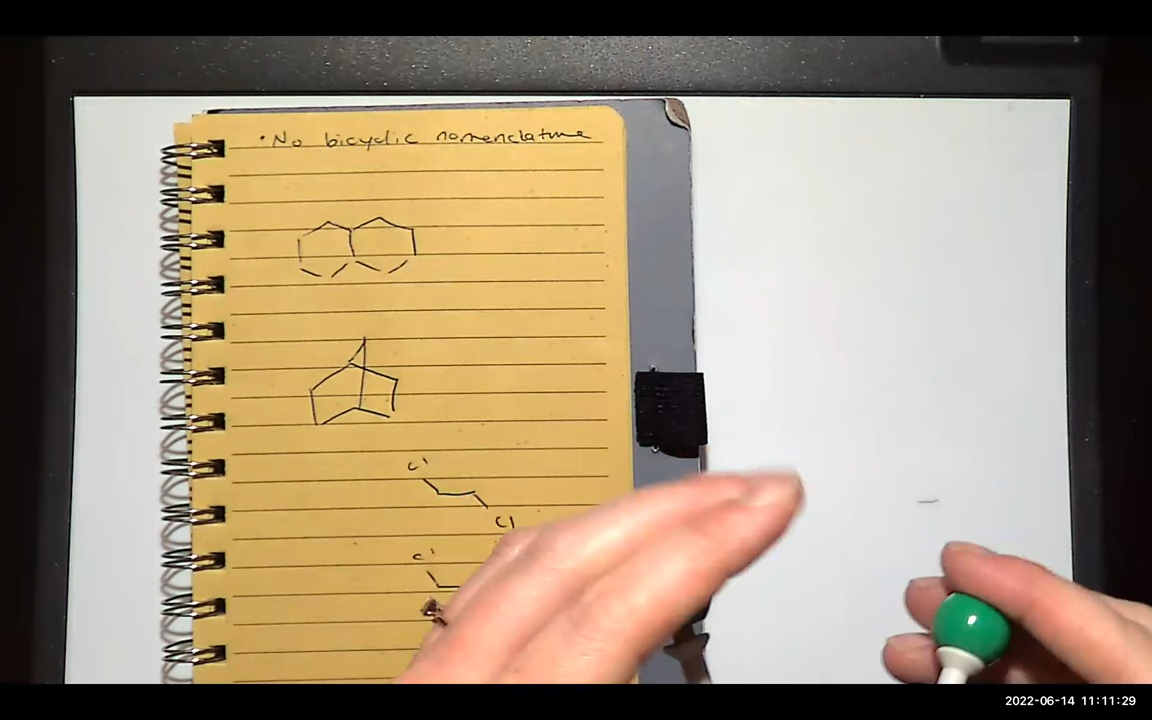 • No bicyclic nomenclature
Cl
Cl
Cl
2022-06-14 11:11:29